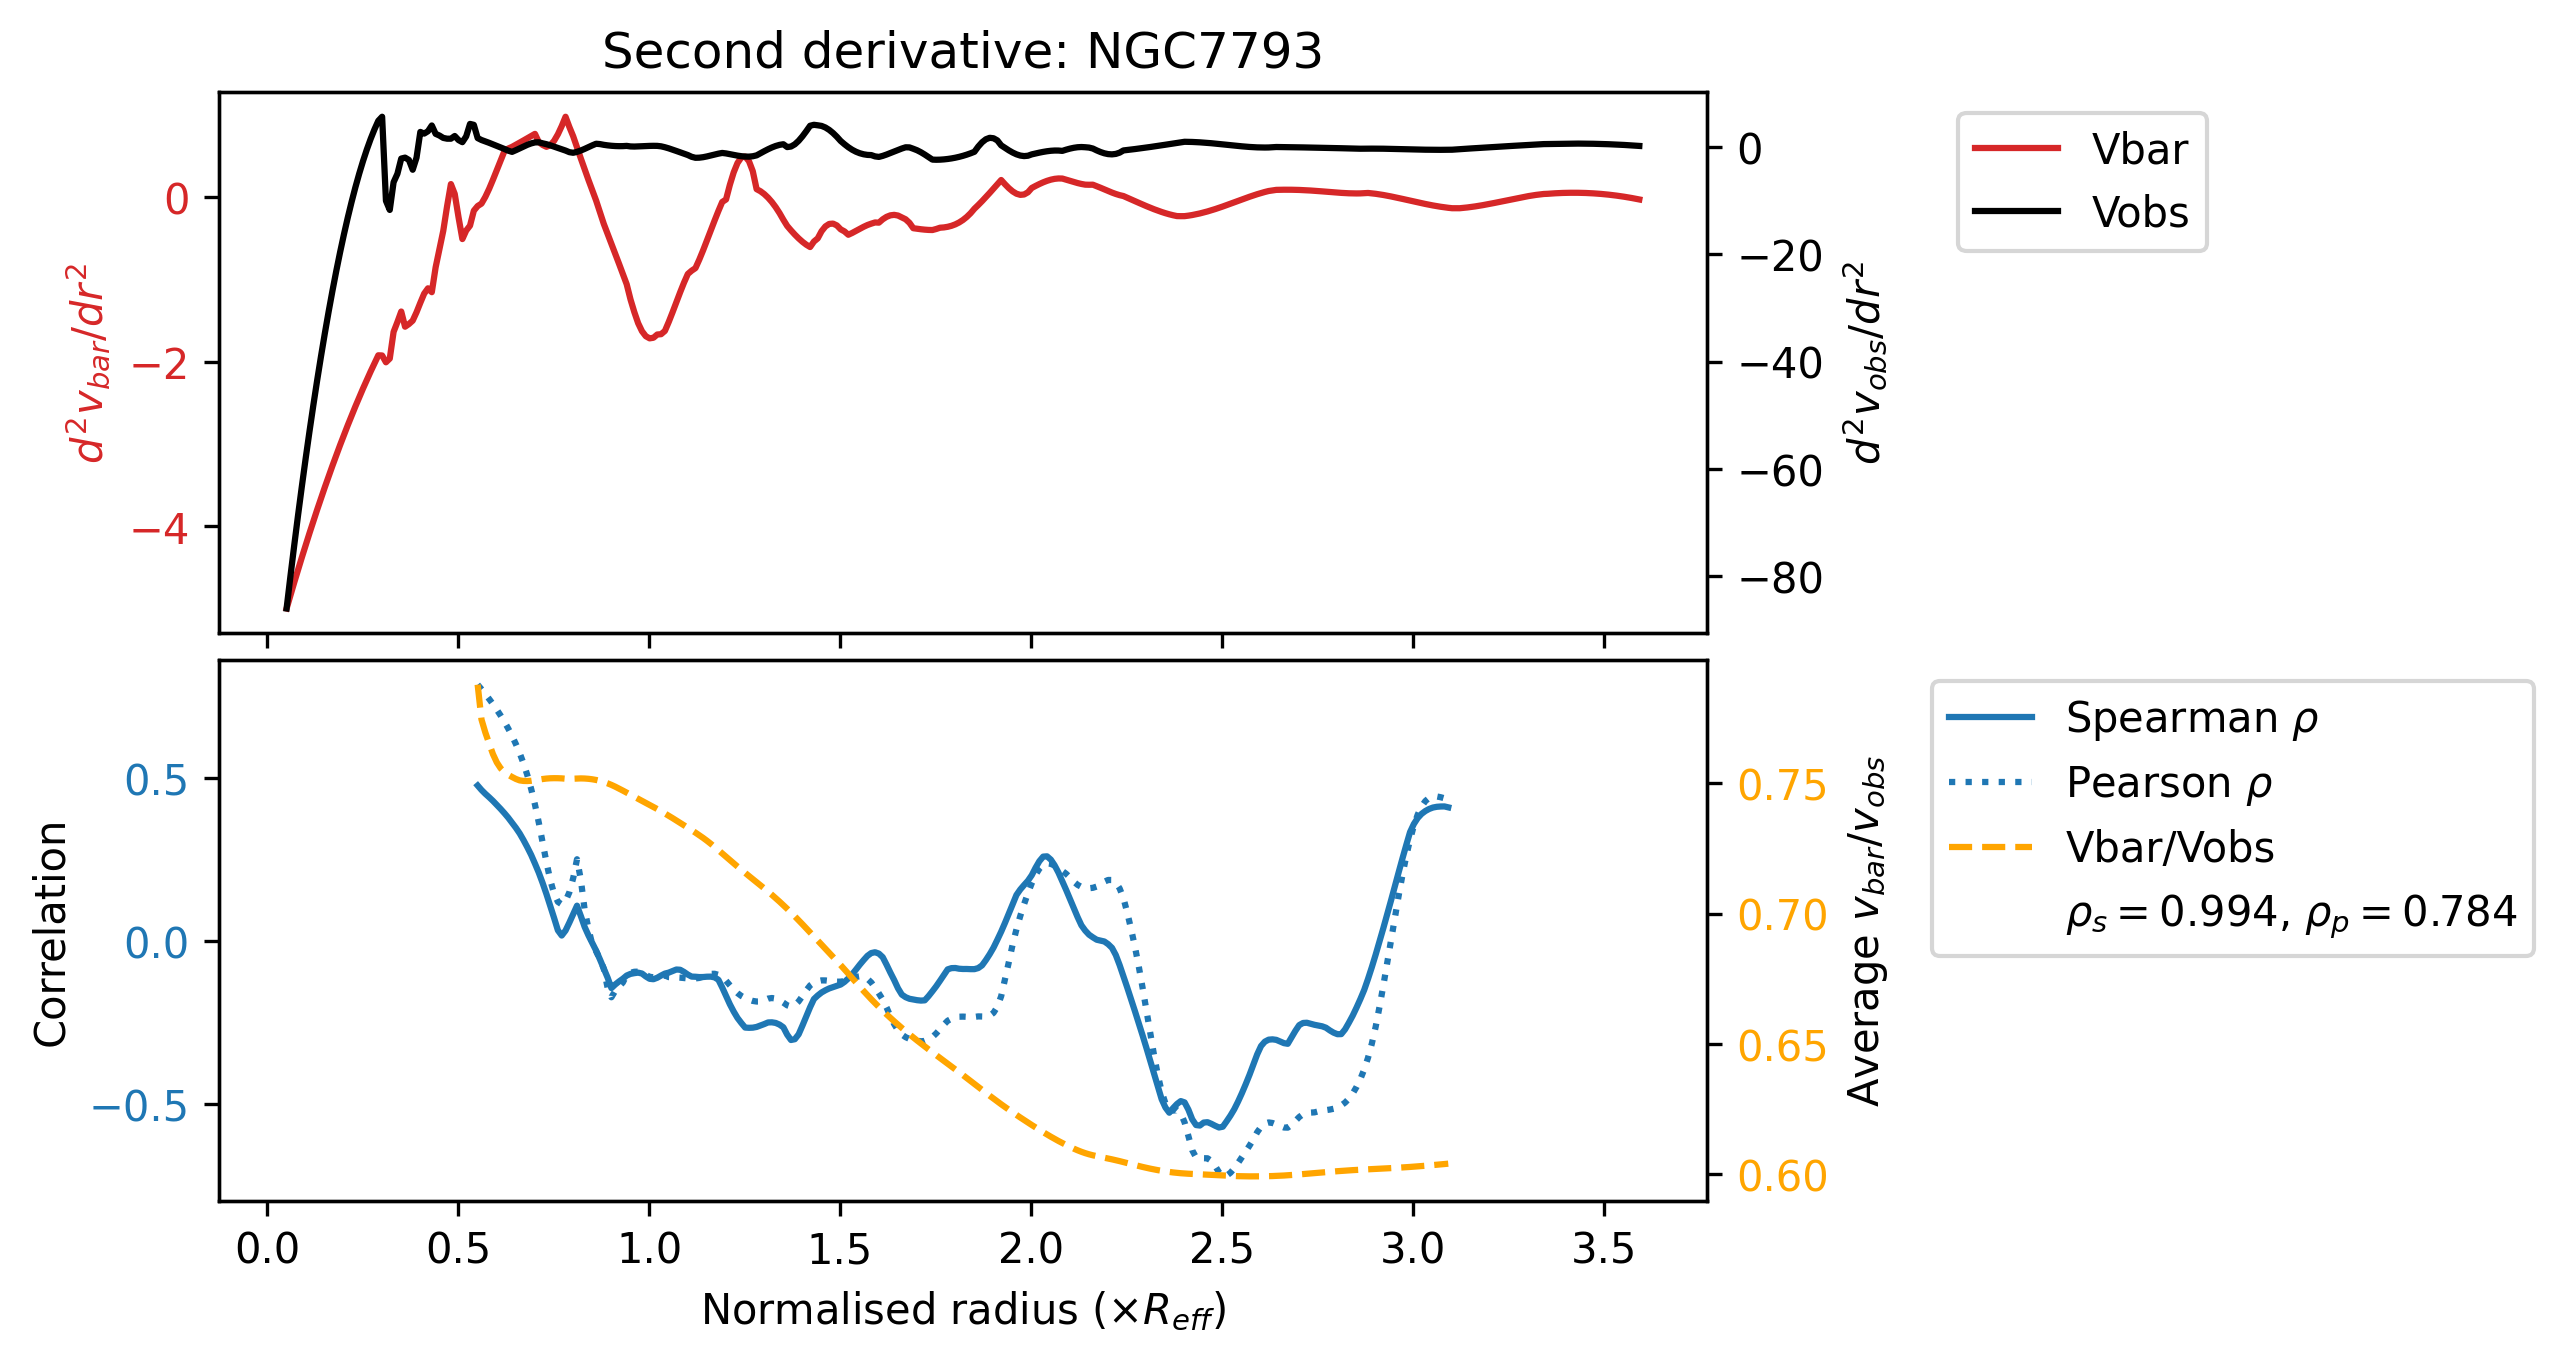 Second derivative: NGC7793
0
−2
−4
d²v_bar/dr²
0
−20
−40
−60
−80
d²v_obs/dr²
Vbar
Vobs
0.5
0.0
−0.5
Correlation
0.75
0.70
0.65
0.60
Average v_bar/v_obs
Spearman ρ
Pearson ρ
Vbar/Vobs
ρ_s = 0.994, ρ_p = 0.784
0.0 0.5 1.0 1.5 2.0 2.5 3.0 3.5
Normalised radius (×R_eff)